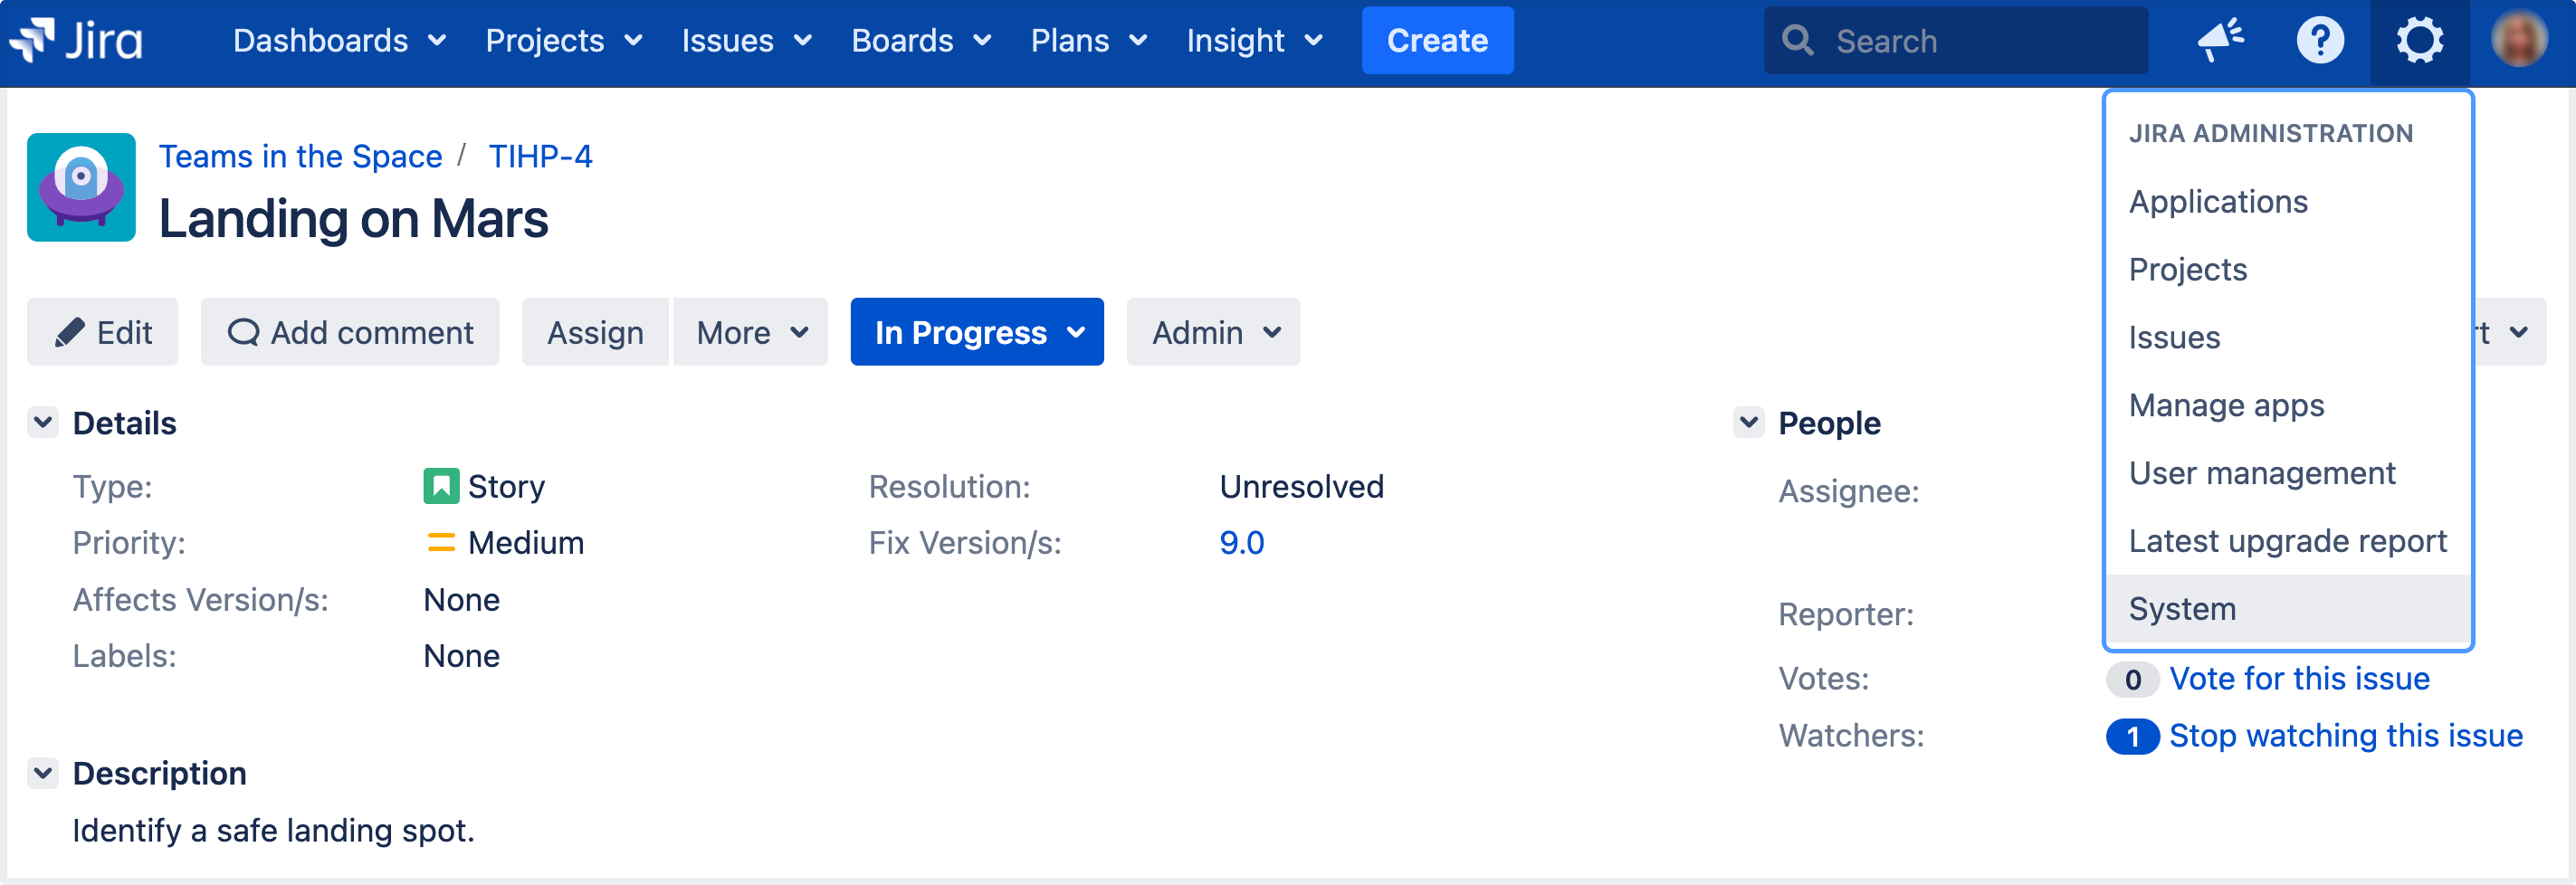 Jira Dashboards Projects Issues Boards Plans Insight Create Search
Teams in the Space / TIHP-4
Landing on Mars
JIRA ADMINISTRATION
Applications
Projects
Issues
Manage apps
User management
Latest upgrade report
System
Edit Add comment Assign More In Progress Admin t
Details
Type: Story Resolution: Unresolved
Priority: Medium Fix Version/s: 9.0
Affects Version/s: None
Labels: None
People
Assignee:
Reporter:
Votes: 0 Vote for this issue
Watchers: 1 Stop watching this issue
Description
Identify a safe landing spot.